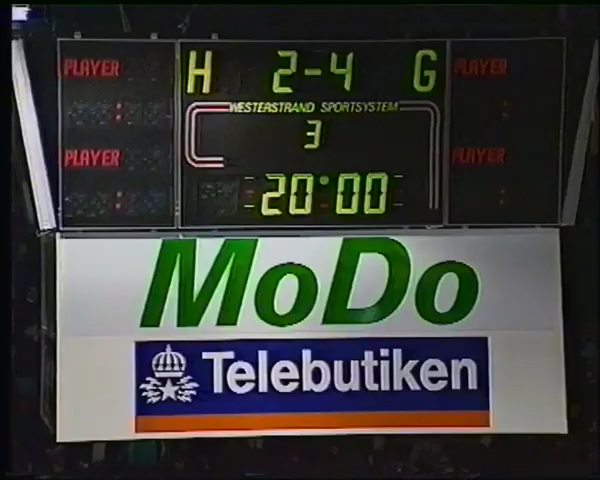 PLAYER H 2-4 G PLAYER
WESTERSTRAND SPORTSYSTEM
3
PLAYER PLAYER
20:00
MoDo
Telebutiken